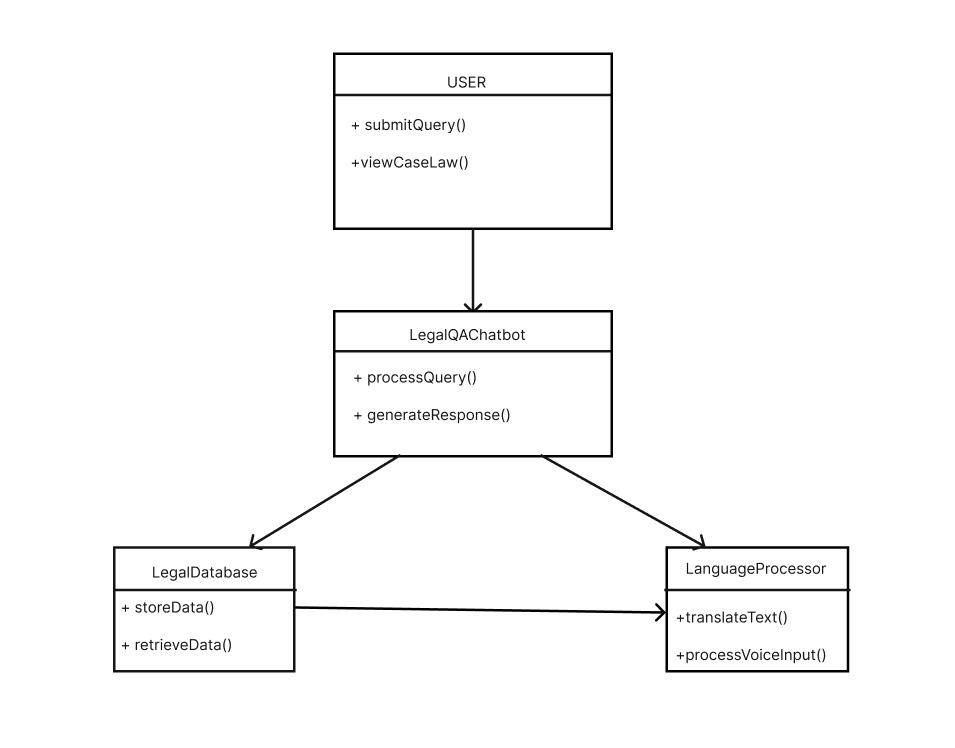 USER
+ submitQuery()
+viewCaseLaw()
LegalQAChatbot
+ processQuery()
+ generateResponse()
LegalDatabase
+ storeData()
+ retrieveData()
LanguageProcessor
+translateText()
+processVoiceInput()